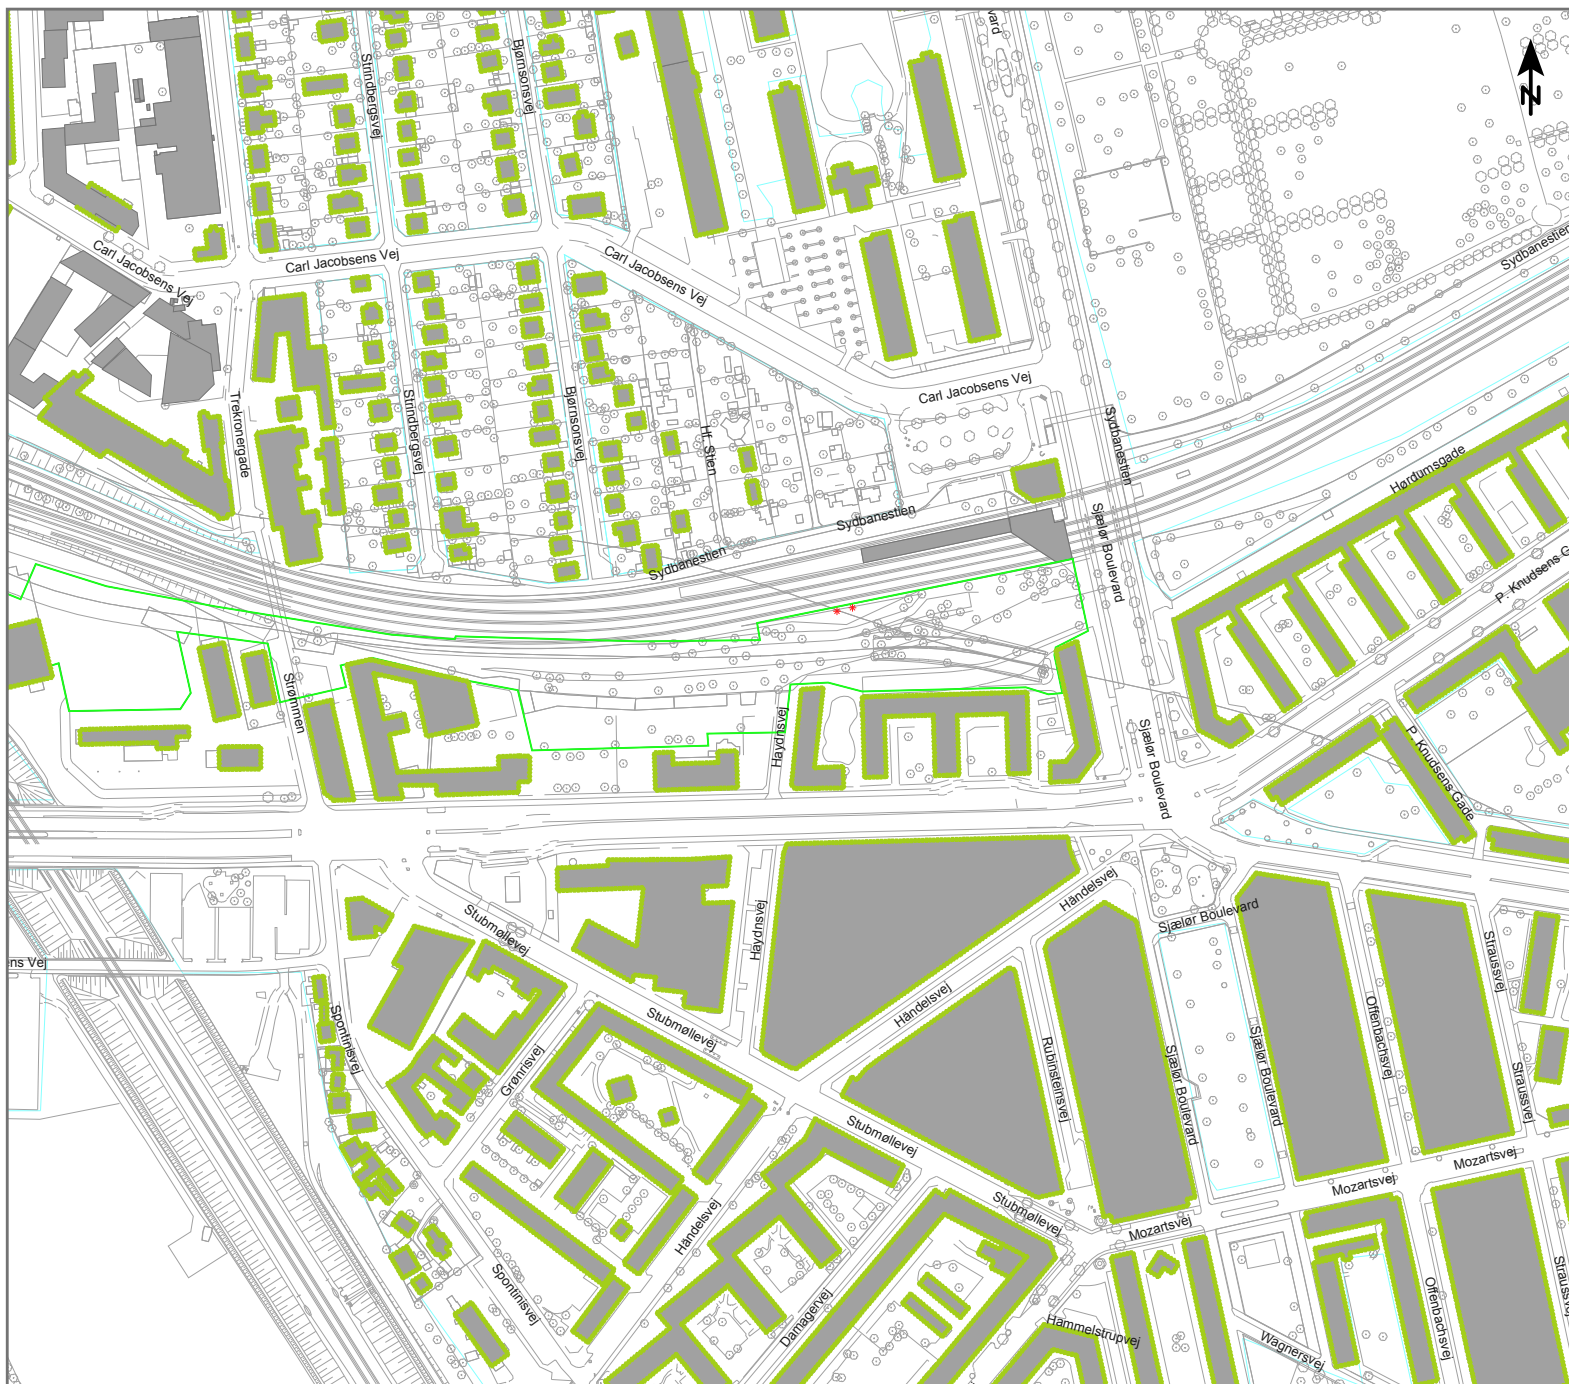 vard
Bjørnsonsvej
Strindbergsvej
N
Carl Jacobsens Vej
Carl Jacobsens Vej
Carl Jacobsens Vej
Sydbanestien
Carl Jacobsens Vej
Trekronergade
Strindbergsvej
Bjørnsonsvej
Hf. Stien
Sydbanestien
Hørdumsgade
Sydbanestien
Sydbanestien
Sjælør Boulevard
P. Knudsens G
Strømmen
Haydnsvej
Sjælør Boulevard
P. Knudsens Gade
Händelsvej
Stubmøllevej
Haydnsvej
Sjælør Boulevard
Straussvej
ens Vej
Händelsvej
Spontinisvej
Stubmøllevej
Offenbachsvej
Grønrisvej
Rubinsteinsvej
Sjælør Boulevard
Sjælør Boulevard
Straussvej
Stubmøllevej
Mozartsvej
Mozartsvej
Händelsvej
Stubmøllevej
Mozartsvej
Spontinisvej
Damagervej
Hammelstrupvej
Wagnersvej
Offenbachsvej
Straussvej